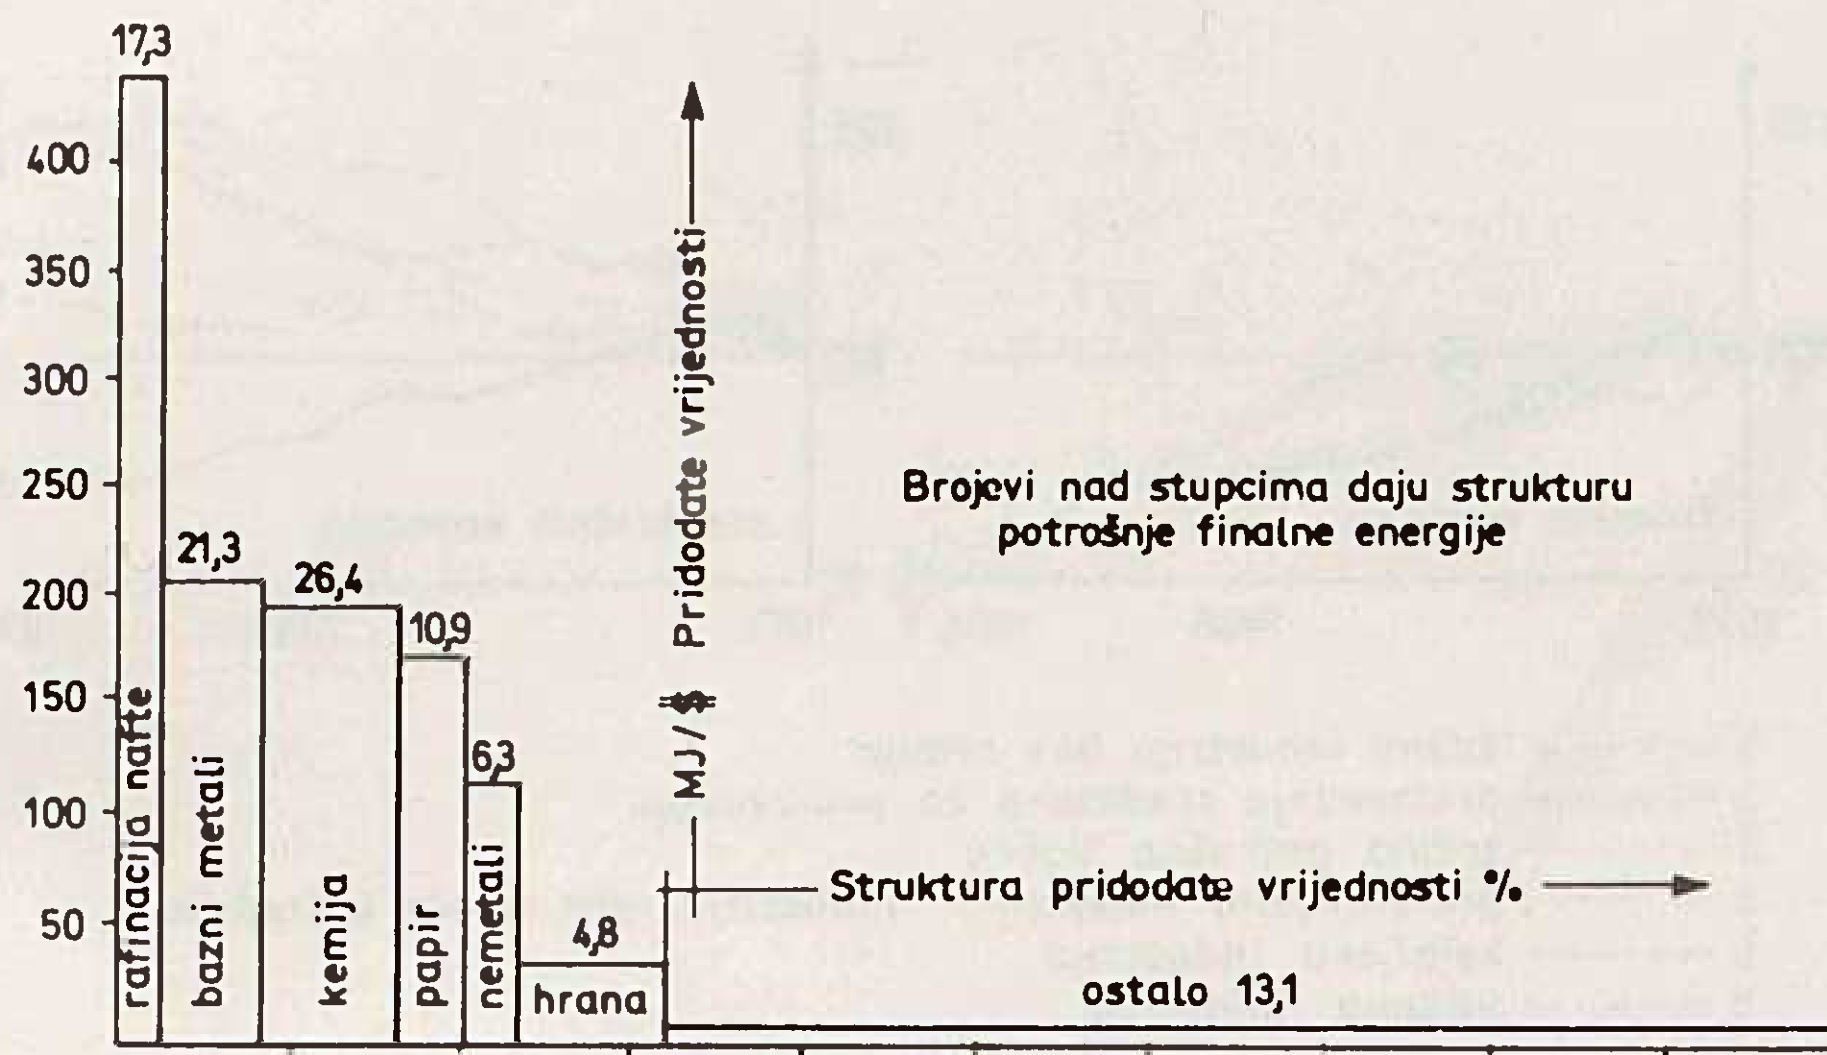 17,3
400
350
300
250
200
150
100
50
rafinacija nafte
21,3
bazni metali
26,4
kemija
10,9
papir
6,3
nemetali
4,8
hrana
MJ/$ Pridodate vrijednosti
Brojevi nad stupcima daju strukturu
potrošnje finalne energije
Struktura pridodate vrijednosti %
ostalo 13,1